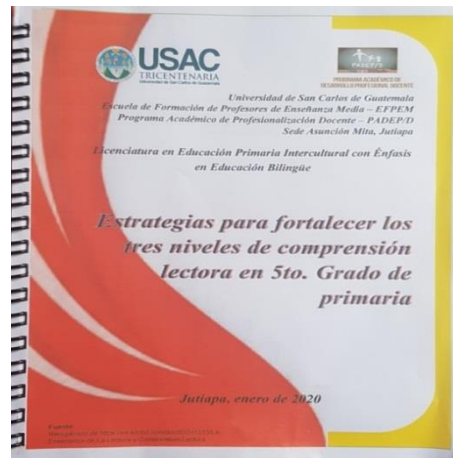 USAC
TRICENTENARIA
Universidad de San Carlos de Guatemala
PROGRAMA ACADÉMICO DE
DESARROLLO PROFESIONAL DOCENTE
Universidad de San Carlos de Guatemala
Escuela de Formación de Profesores de Enseñanza Media – EFPEM
Programa Académico de Profesionalización Docente – PADEP/D
Sede Asunción Mita, Jutiapa
Licenciatura en Educación Primaria Intercultural con Énfasis
en Educación Bilingüe
Estrategias para fortalecer los
tres niveles de comprensión
lectora en 5to. Grado de
primaria
Jutiapa, enero de 2020
Fuente: